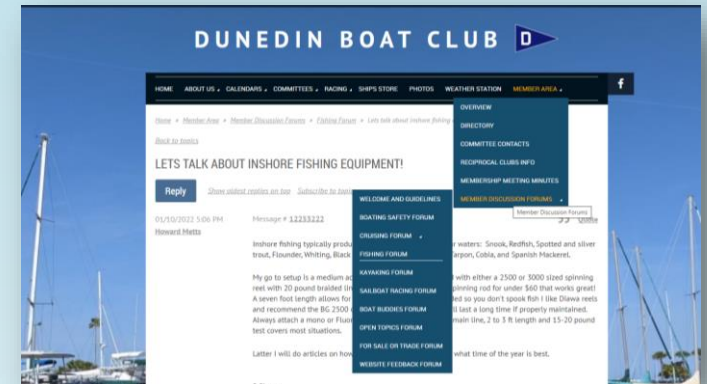 DUNEDIN BOAT CLUB D
HOME ABOUT US CALENDARS COMMITTEES RACING SHIPS STORE PHOTOS WEATHER STATION MEMBER AREA f
OVERVIEW
DIRECTORY
COMMITTEE CONTACTS
RECIPROCAL CLUBS INFO
MEMBERSHIP MEETING MINUTES
MEMBER DISCUSSION FORUMS
Member Discussion Forums
Home » Member Area » Member Discussion Forums » Fishing Forum » Lets talk about inshore fishing
Back to topics
LETS TALK ABOUT INSHORE FISHING EQUIPMENT!
Reply Show oldest replies on top Subscribe to topic
WELCOME AND GUIDELINES
BOATING SAFETY FORUM
CRUISING FORUM
FISHING FORUM
KAYAKING FORUM
SAILBOAT RACING FORUM
BOAT BUDDIES FORUM
OPEN TOPICS FORUM
FOR SALE OR TRADE FORUM
WEBSITE FEEDBACK FORUM
01/10/2022 5:06 PM Message # 12253222
Howard Metts
Inshore fishing typically produ r waters: Snook, Redfish, Spotted and silver
trout, Flounder, Whiting, Black Tarpon, Cobia, and Spanish Mackerel.
My go to setup is a medium ac with either a 2500 or 3000 sized spinning
reel with 20 pound braided lin spinning rod for under $60 that works great!
A seven foot length allows for ded so you don't spook fish I like Diawa reels
and recommend the BG 2500 ll last a long time if properly maintained.
Always attach a mono or Fluor main line, 2 to 3 ft length and 15-20 pound
test covers most situations.
Latter I will do articles on how what time of the year is best.